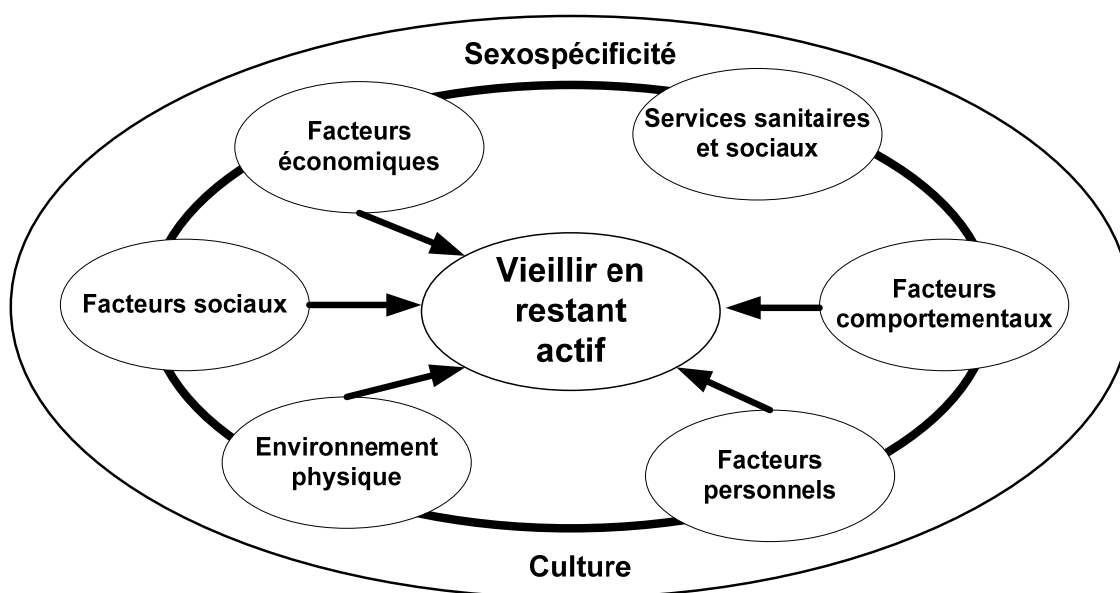 Sexospécificité
Facteurs
économiques
Services sanitaires
et sociaux
Facteurs sociaux
Vieillir en
restant
actif
Facteurs
comportementaux
Environnement
physique
Facteurs
personnels
Culture